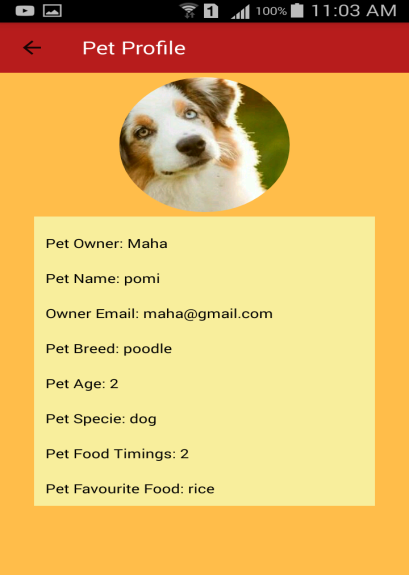 1
100%
11:03 AM
Pet Profile
Pet Owner: Maha
Pet Name: pomi
Owner Email: maha@gmail.com
Pet Breed: poodle
Pet Age: 2
Pet Specie: dog
Pet Food Timings: 2
Pet Favourite Food: rice